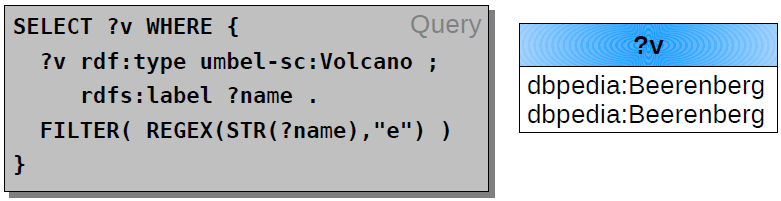 Query
SELECT ?v WHERE {
?v rdf:type umbel-sc:Volcano ;
rdfs:label ?name .
FILTER( REGEX(STR(?name),"e") )
}
?v
dbpedia:Beerenberg
dbpedia:Beerenberg